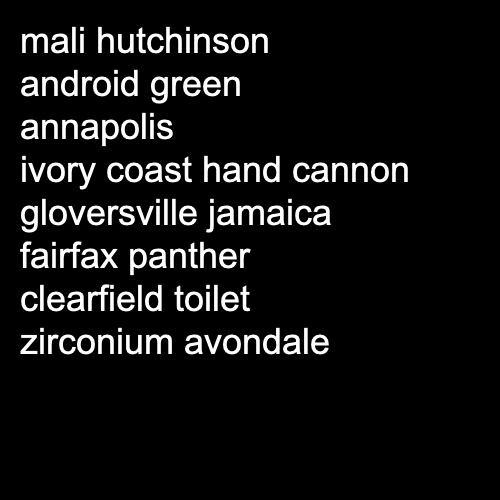 mali hutchinson
android green
annapolis
ivory coast hand cannon
gloversville jamaica
fairfax panther
clearfield toilet
zirconium avondale